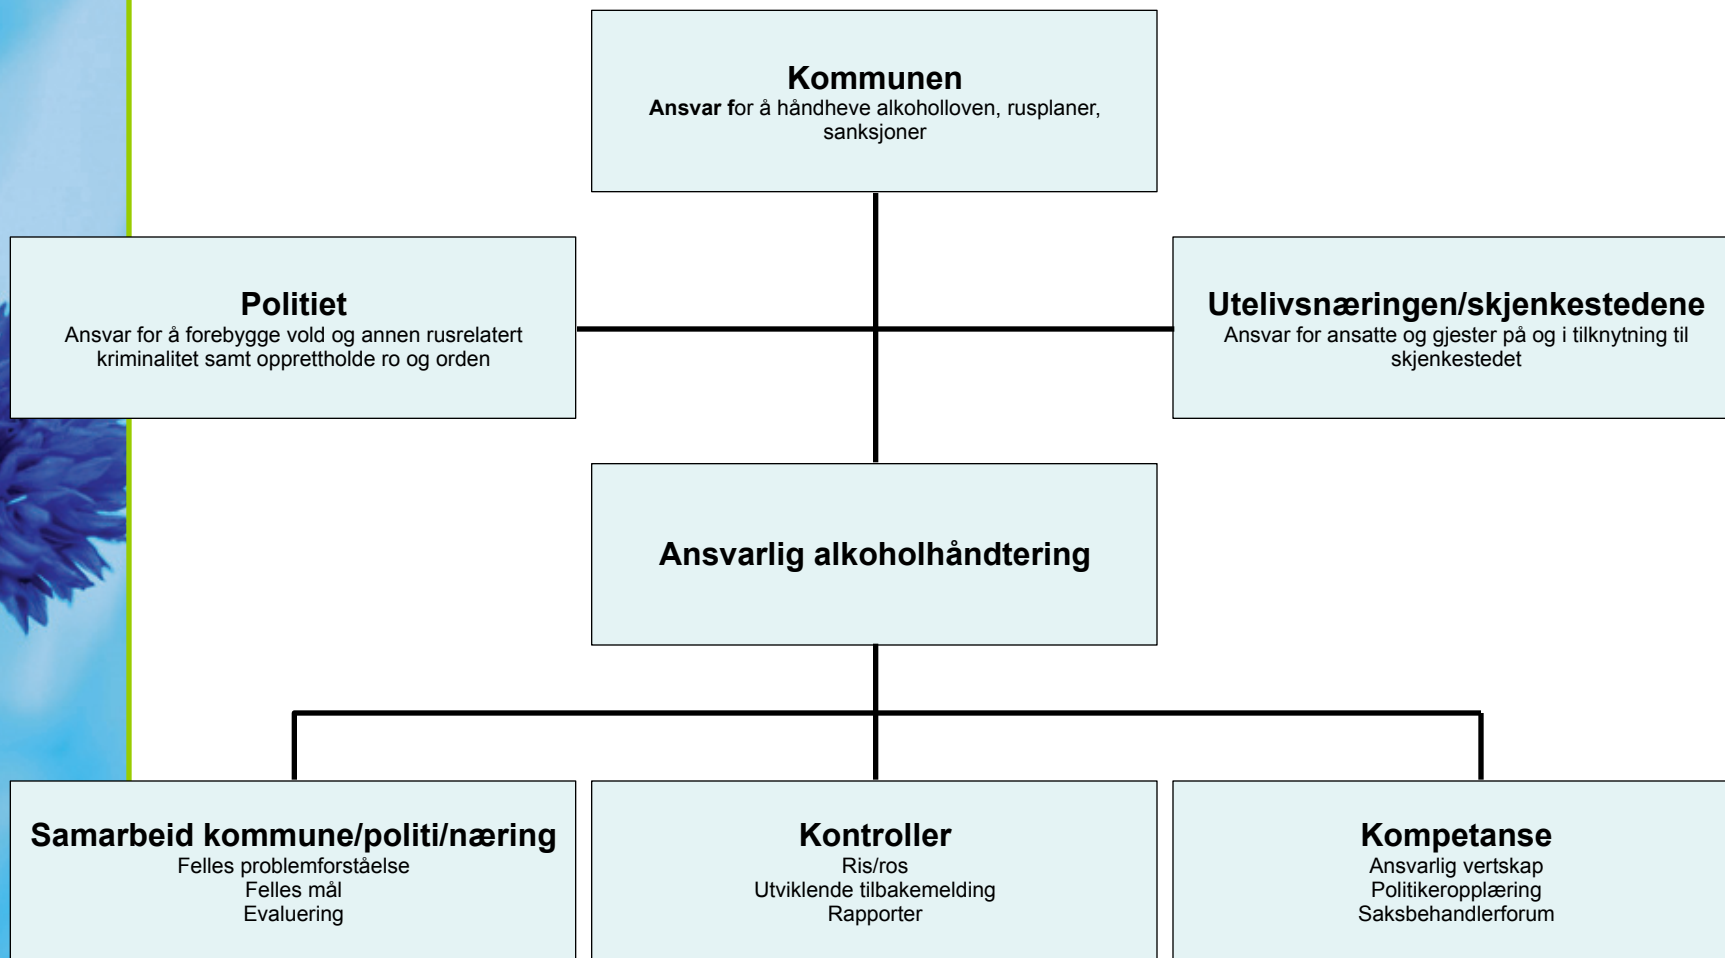 Kommunen
Ansvar for å håndheve alkoholloven, rusplaner,
sanksjoner
Politiet
Ansvar for å forebygge vold og annen rusrelatert
kriminalitet samt opprettholde ro og orden
Utelivsnæringen/skjenkestedene
Ansvar for ansatte og gjester på og i tilknytning til
skjenkestedet
Ansvarlig alkoholhåndtering
Samarbeid kommune/politi/næring
Felles problemforståelse
Felles mål
Evaluering
Kontroller
Ris/ros
Utviklende tilbakemelding
Rapporter
Kompetanse
Ansvarlig vertskap
Politikeropplæring
Saksbehandlerforum